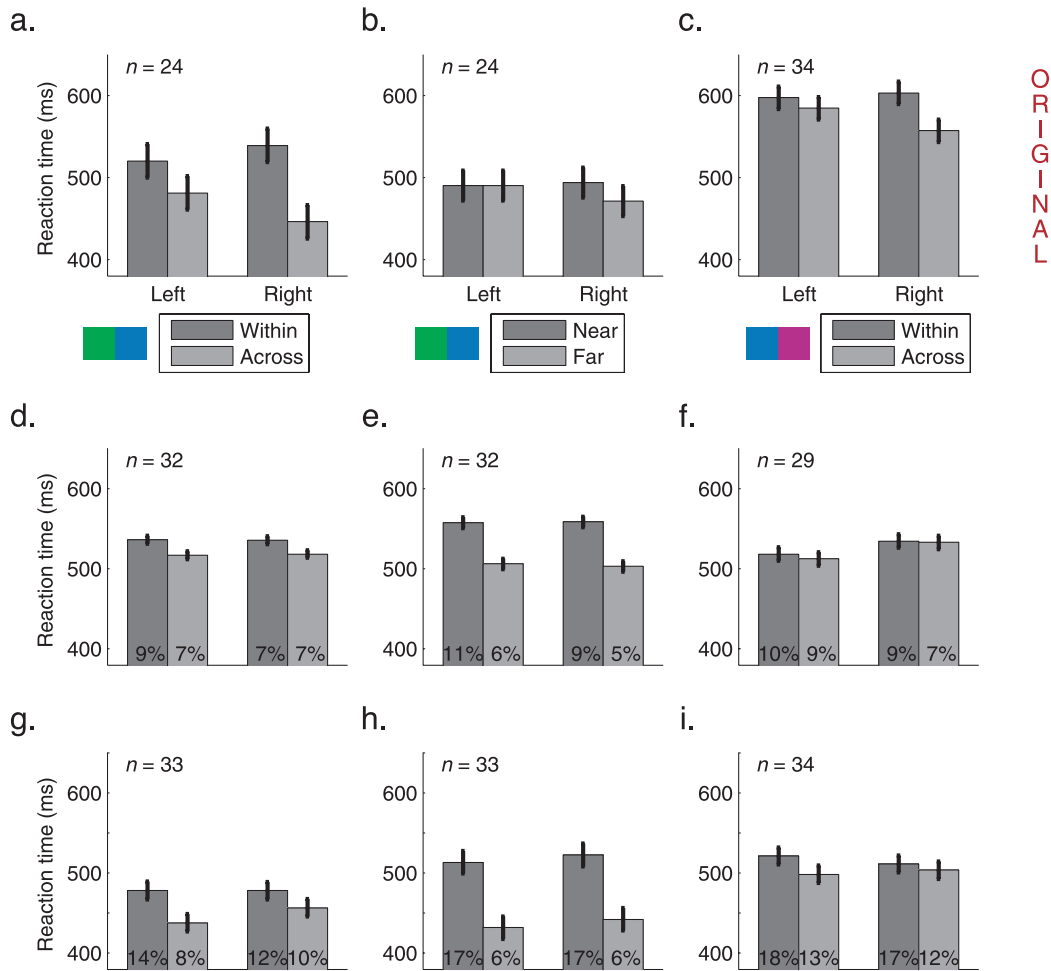 a.
b.
c.
n = 24
n = 24
n = 34
Reaction time (ms)
600
500
400
600
500
400
600
500
400
Left
Right
Left
Right
Left
Right
Within
Across
Near
Far
Within
Across
ORIGINAL
d.
e.
f.
n = 32
n = 32
n = 29
Reaction time (ms)
600
500
400
600
500
400
600
500
400
9% 7% 7% 7%
11% 6% 9% 5%
10% 9% 9% 7%
g.
h.
i.
n = 33
n = 33
n = 34
Reaction time (ms)
600
500
400
600
500
400
600
500
400
14% 8% 12% 10%
17% 6% 17% 6%
18% 13% 17% 12%